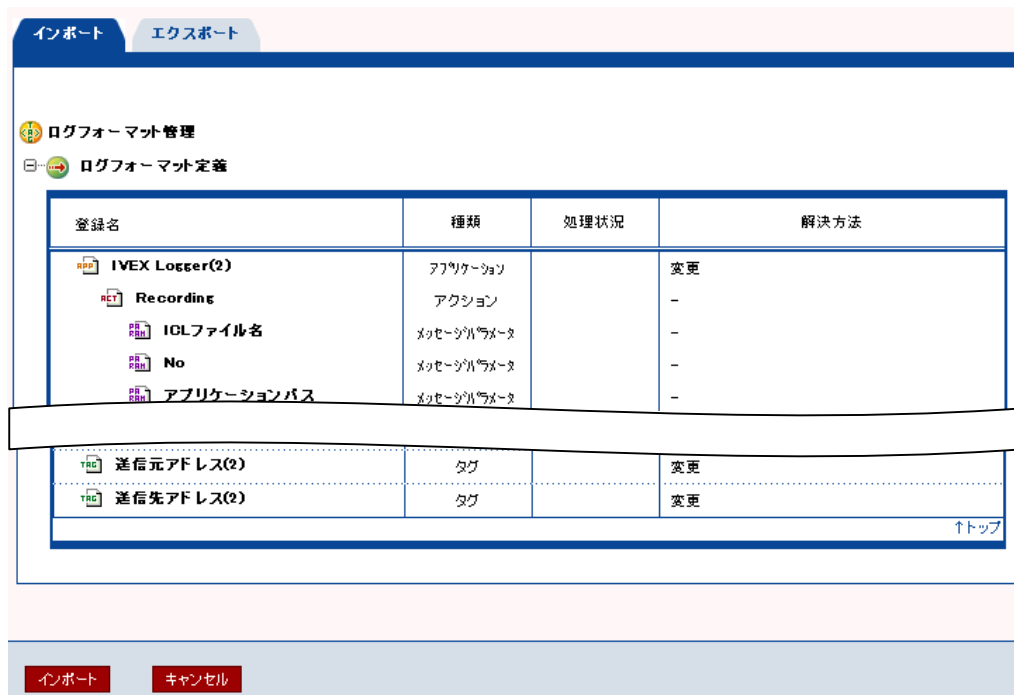 インポート エクスポート
ログフォーマット管理
ログフォーマット定義
登録名 種類 処理状況 解決方法
APP IVEX Logger(2) アプリケーション 変更
ACT Recording アクション -
PARAM ICLファイル名 メッセージパラメータ -
PARAM No メッセージパラメータ -
PARAM アプリケーションパス メッセージパラメータ -
TAG 送信元アドレス(2) タグ 変更
TAG 送信先アドレス(2) タグ 変更
↑トップ
インポート キャンセル